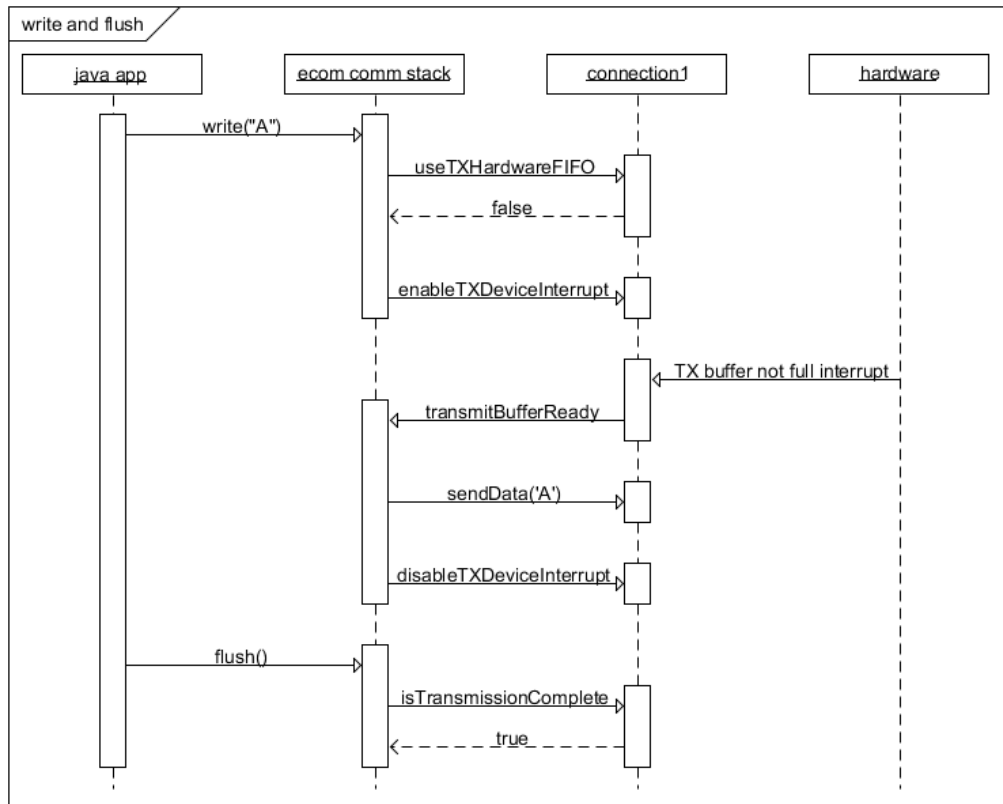 write and flush
java app
ecom comm stack
connection1
hardware
write("A")
useTXHardwareFIFO
false
enableTXDeviceInterrupt
TX buffer not full interrupt
transmitBufferReady
sendData('A')
disableTXDeviceInterrupt
flush()
isTransmissionComplete
true